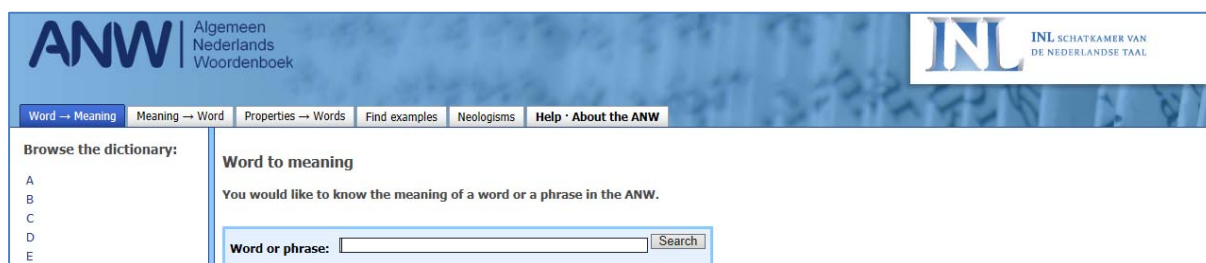 ANW Algemeen
Nederlands
Woordenboek
INL SCHATKAMER VAN
DE NEDERLANDSE TAAL
Word → Meaning Meaning → Word Properties → Words Find examples Neologisms Help · About the ANW
Browse the dictionary:
A
B
C
D
E
Word to meaning
You would like to know the meaning of a word or a phrase in the ANW.
Word or phrase: Search